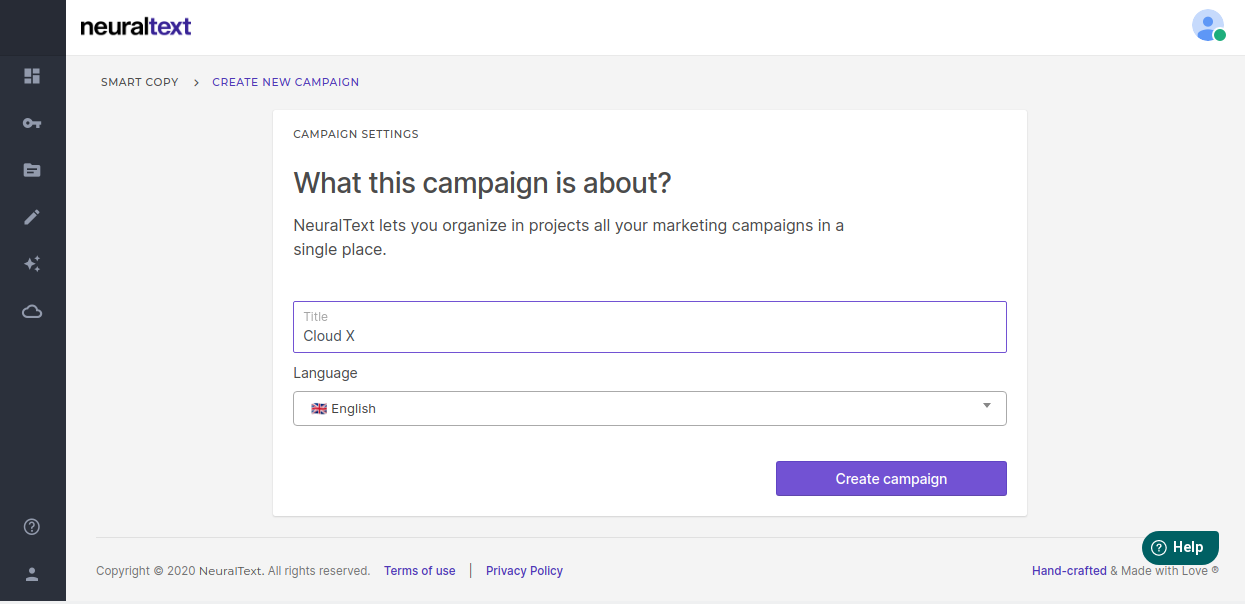 neuraltext
SMART COPY > CREATE NEW CAMPAIGN
CAMPAIGN SETTINGS
What this campaign is about?
NeuralText lets you organize in projects all your marketing campaigns in a
single place.
Title
Cloud X
Language
English
Create campaign
? Help
Copyright © 2020 NeuralText. All rights reserved. Terms of use | Privacy Policy
Hand-crafted & Made with Love ®